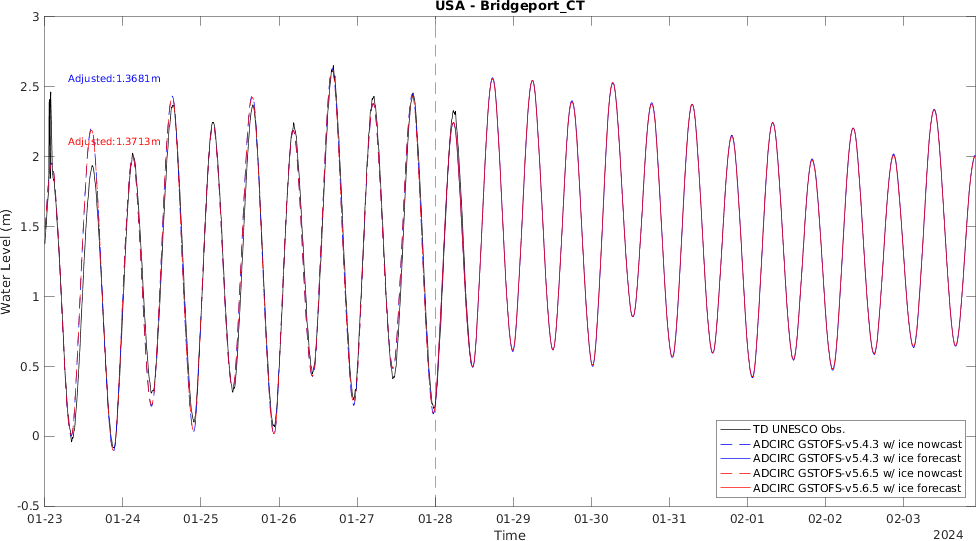 USA - Bridgeport_CT
3
2.5
2
1.5
1
0.5
0
-0.5
Water Level (m)
Adjusted:1.3681m
Adjusted:1.3713m
TD UNESCO Obs.
ADCIRC GSTOFS-v5.4.3 w/ ice nowcast
ADCIRC GSTOFS-v5.4.3 w/ ice forecast
ADCIRC GSTOFS-v5.6.5 w/ ice nowcast
ADCIRC GSTOFS-v5.6.5 w/ ice forecast
01-23 01-24 01-25 01-26 01-27 01-28 01-29 01-30 01-31 02-01 02-02 02-03
Time
2024